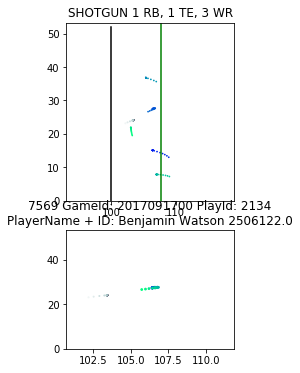 SHOTGUN 1 RB, 1 TE, 3 WR
50
40
30
20
10
0
100 110
7569 GameId: 2017091700 PlayId: 2134
PlayerName + ID: Benjamin Watson 2506122.0
40
20
0
102.5 105.0 107.5 110.0